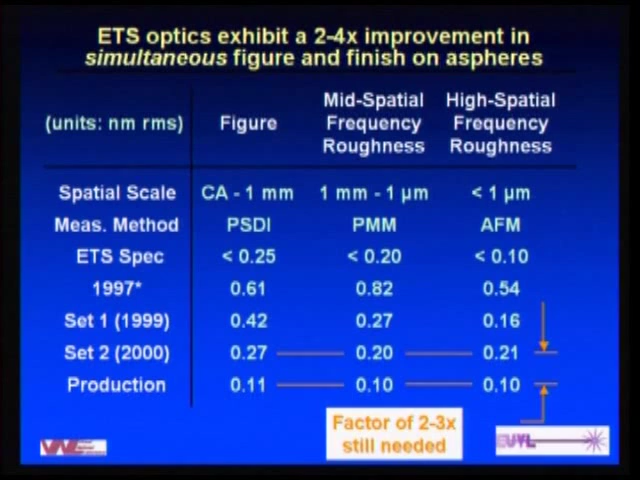 ETS optics exhibit a 2-4x improvement in
simultaneous figure and finish on aspheres
(units: nm rms) Figure Mid-Spatial Frequency Roughness High-Spatial Frequency Roughness
Spatial Scale CA - 1 mm 1 mm - 1 µm < 1 µm
Meas. Method PSDI PMM AFM
ETS Spec < 0.25 < 0.20 < 0.10
1997* 0.61 0.82 0.54
Set 1 (1999) 0.42 0.27 0.16
Set 2 (2000) 0.27 0.20 0.21
Production 0.11 0.10 0.10
Factor of 2-3x
still needed
EUVL